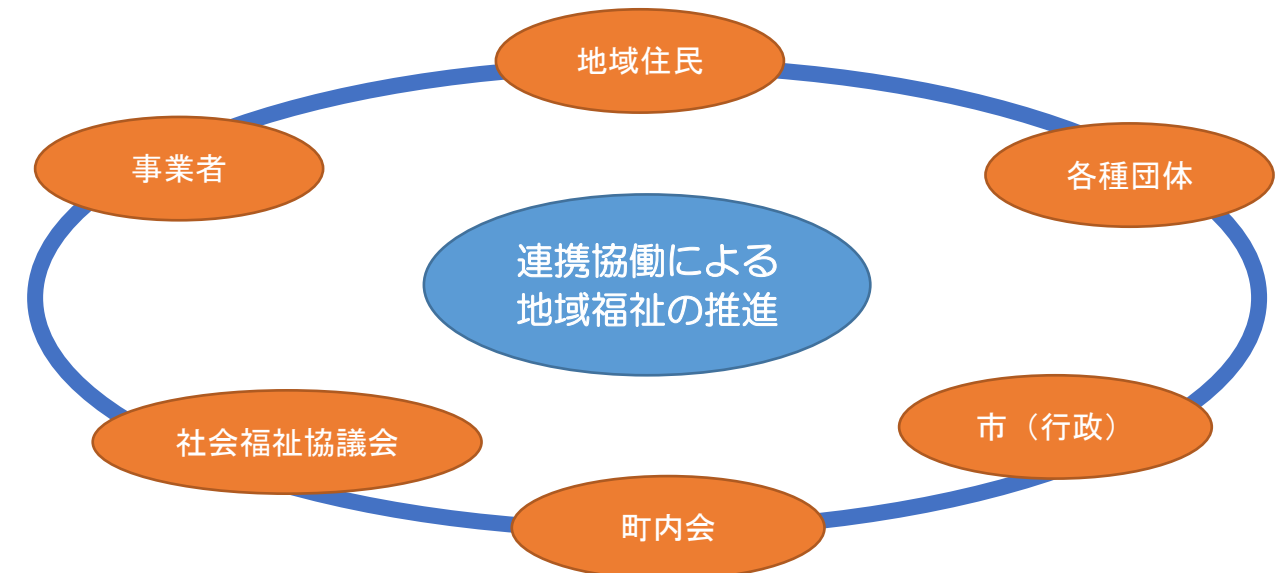 地域住民
事業者
各種団体
連携協働による
地域福祉の推進
市（行政）
社会福祉協議会
町内会